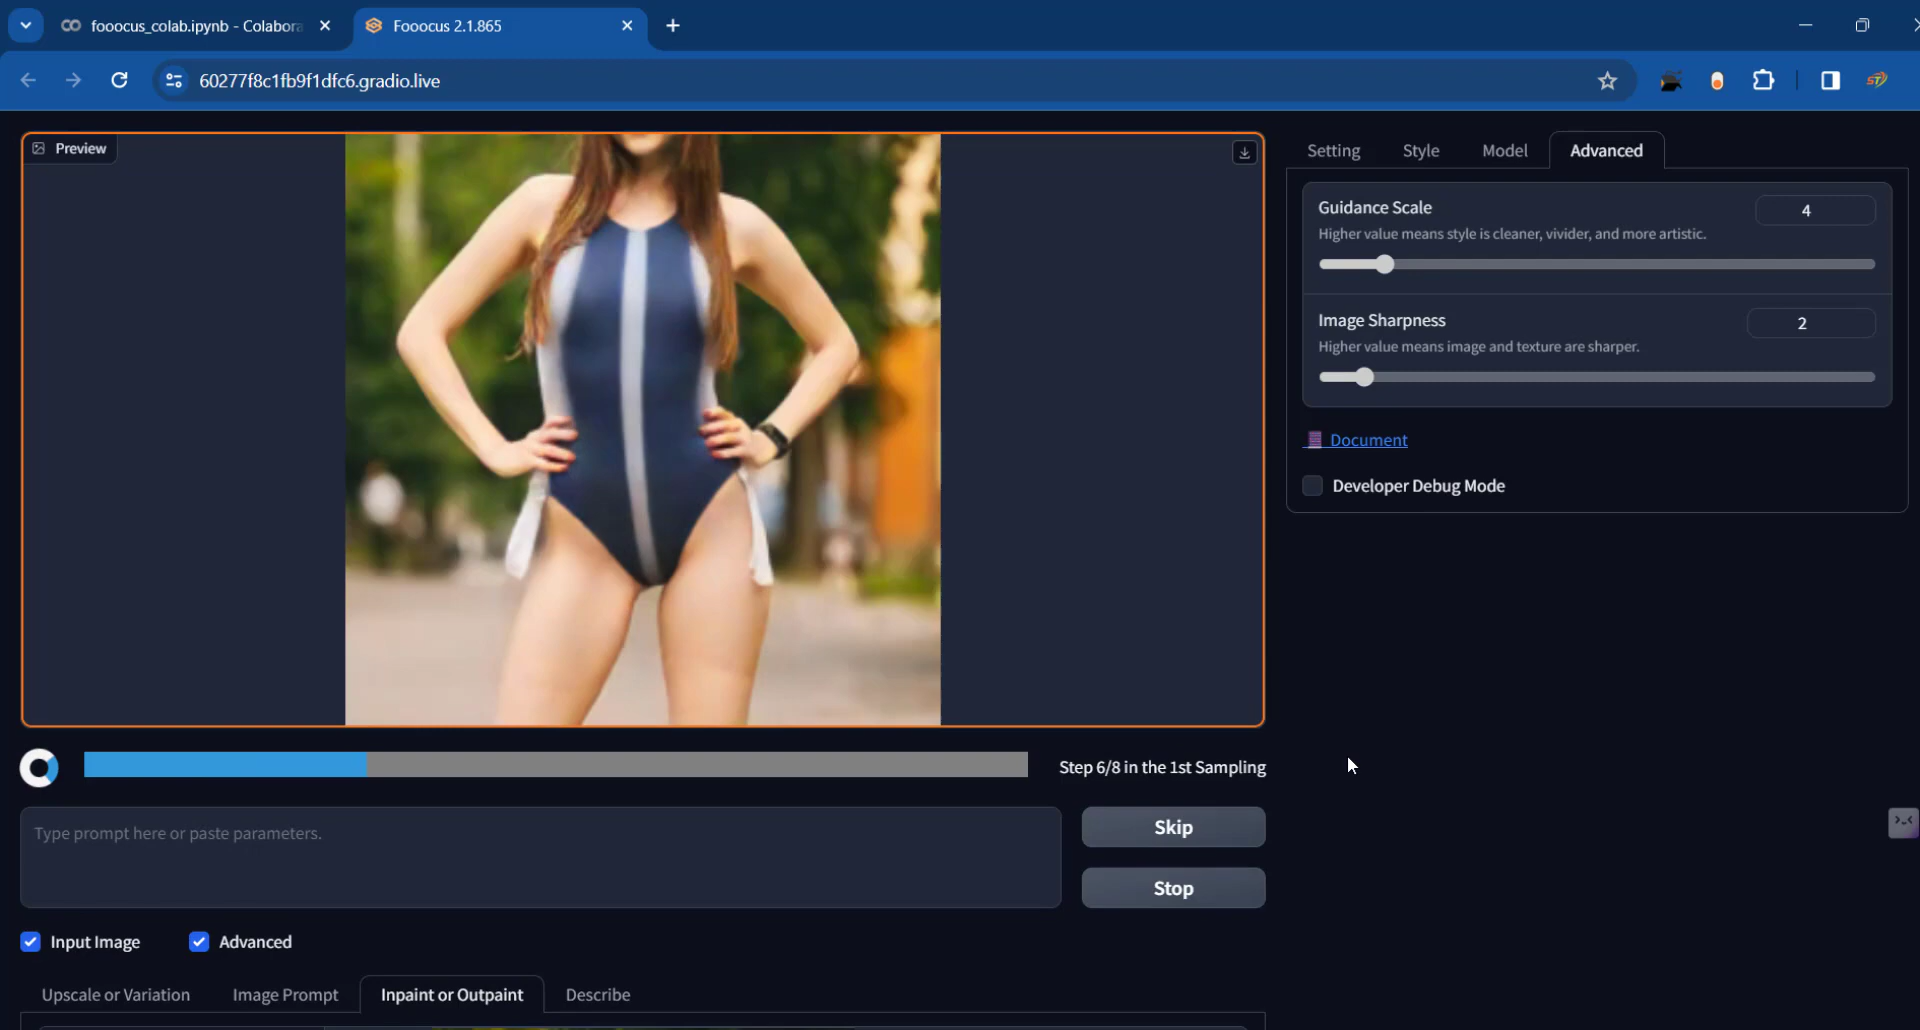 fooocus_colab.ipynb - Colabora
Fooocus 2.1.865
60277f8c1fb9f1dfc6.gradio.live
Preview
Setting Style Model Advanced
Guidance Scale 4
Higher value means style is cleaner, vivider, and more artistic.
Image Sharpness 2
Higher value means image and texture are sharper.
Document
Developer Debug Mode
Step 6/8 in the 1st Sampling
Type prompt here or paste parameters.
Skip
Stop
Input Image Advanced
Upscale or Variation Image Prompt Inpaint or Outpaint Describe